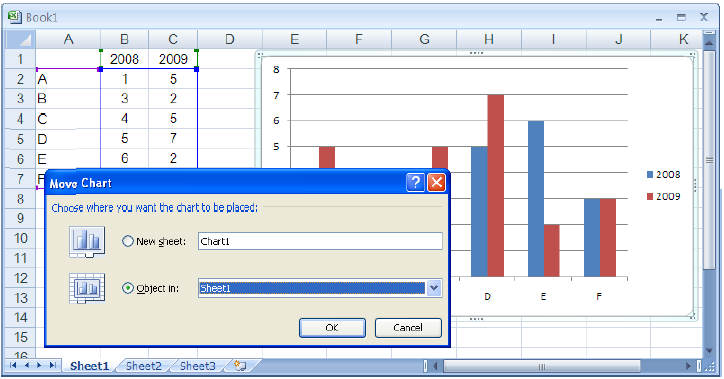 Book1
A B C D E F G H I J K
1 2008 2009
2 A 1 5
3 B 3 2
4 C 4 5
5 D 5 7
6 E 6 2
7 F
8
9
10
11
12
13
14
15
16
8
7
6
5
D E F
2008
2009
Move Chart
Choose where you want the chart to be placed:
New sheet: Chart1
Object in: Sheet1
OK Cancel
Sheet1 Sheet2 Sheet3